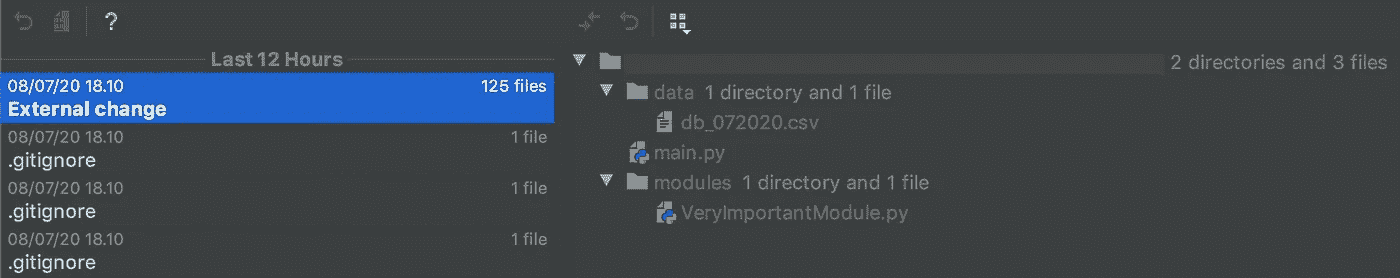 ?
Last 12 Hours
08/07/20 18.10 125 files
External change
08/07/20 18.10 1 file
.gitignore
08/07/20 18.10 1 file
.gitignore
08/07/20 18.10 1 file
.gitignore
2 directories and 3 files
data 1 directory and 1 file
db_072020.csv
main.py
modules 1 directory and 1 file
VeryImportantModule.py